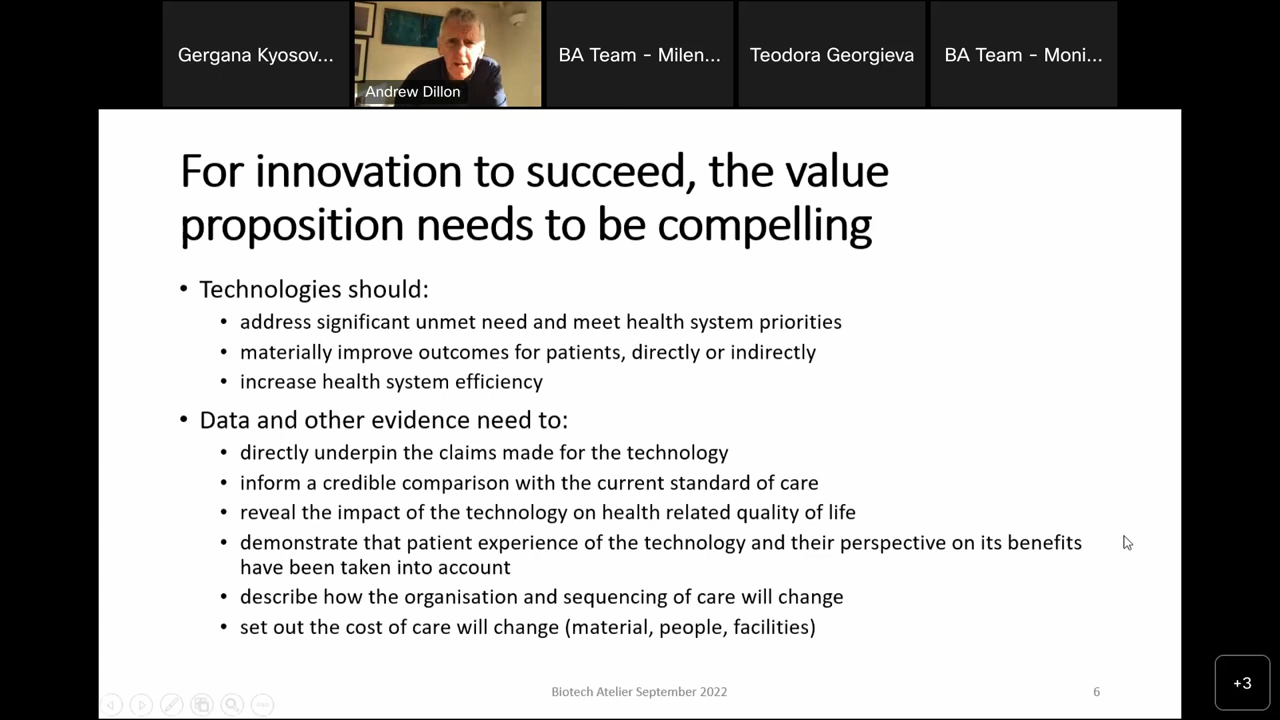 Gergana Kyosov...
Andrew Dillon
BA Team - Milen...
Teodora Georgieva
BA Team - Moni...
For innovation to succeed, the value
proposition needs to be compelling
• Technologies should:
• address significant unmet need and meet health system priorities
• materially improve outcomes for patients, directly or indirectly
• increase health system efficiency
• Data and other evidence need to:
• directly underpin the claims made for the technology
• inform a credible comparison with the current standard of care
• reveal the impact of the technology on health related quality of life
• demonstrate that patient experience of the technology and their perspective on its benefits
have been taken into account
• describe how the organisation and sequencing of care will change
• set out the cost of care will change (material, people, facilities)
Biotech Atelier September 2022
6
+3